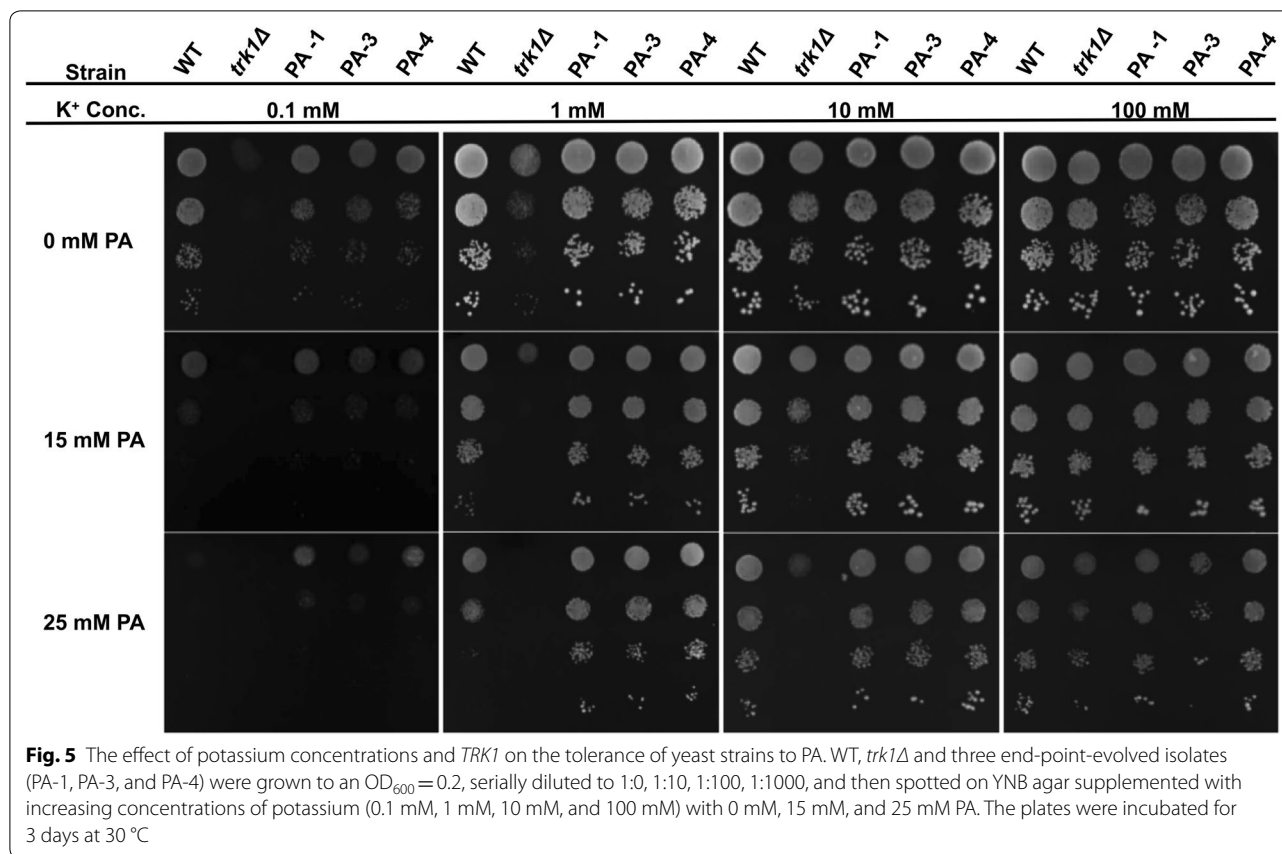 Strain WT trk1Δ PA -1 PA-3 PA-4 WT trk1Δ PA -1 PA-3 PA-4 WT trk1Δ PA -1 PA-3 PA-4 WT trk1Δ PA -1 PA-3 PA-4
K⁺ Conc. 0.1 mM 1 mM 10 mM 100 mM
0 mM PA
15 mM PA
25 mM PA
Fig. 5 The effect of potassium concentrations and TRK1 on the tolerance of yeast strains to PA. WT, trk1Δ and three end-point-evolved isolates
(PA-1, PA-3, and PA-4) were grown to an OD₆₀₀ = 0.2, serially diluted to 1:0, 1:10, 1:100, 1:1000, and then spotted on YNB agar supplemented with
increasing concentrations of potassium (0.1 mM, 1 mM, 10 mM, and 100 mM) with 0 mM, 15 mM, and 25 mM PA. The plates were incubated for
3 days at 30 °C